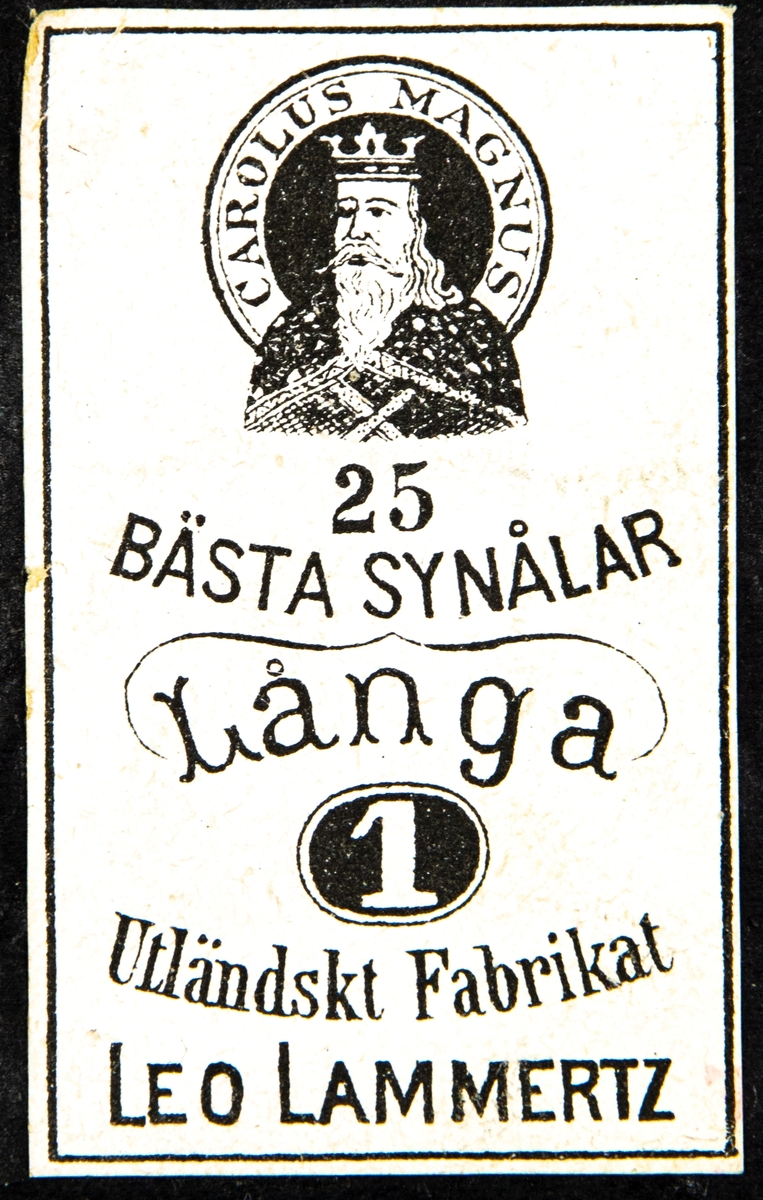 CAROLUS MAGNUS
25
BÄSTA SYNÅLAR
Långa
1
Utländskt Fabrikat
LEO LAMMERTZ